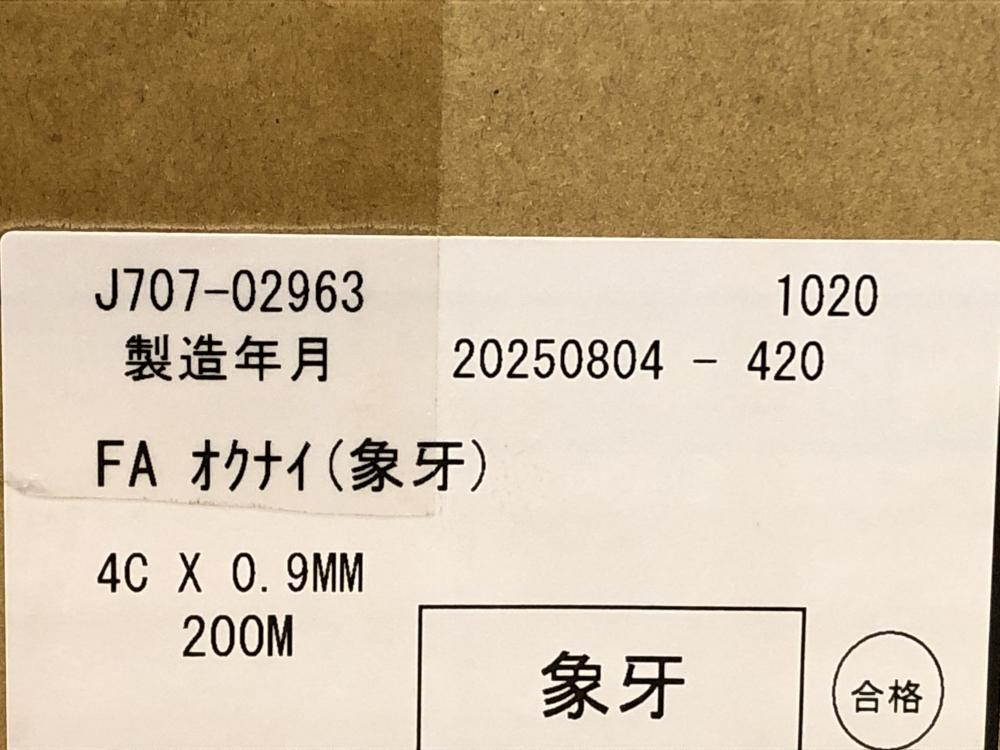 J707-02963 1020
製造年月 20250804 - 420
FA オクナイ(象牙)
4C X 0.9MM
200M
象牙
合格